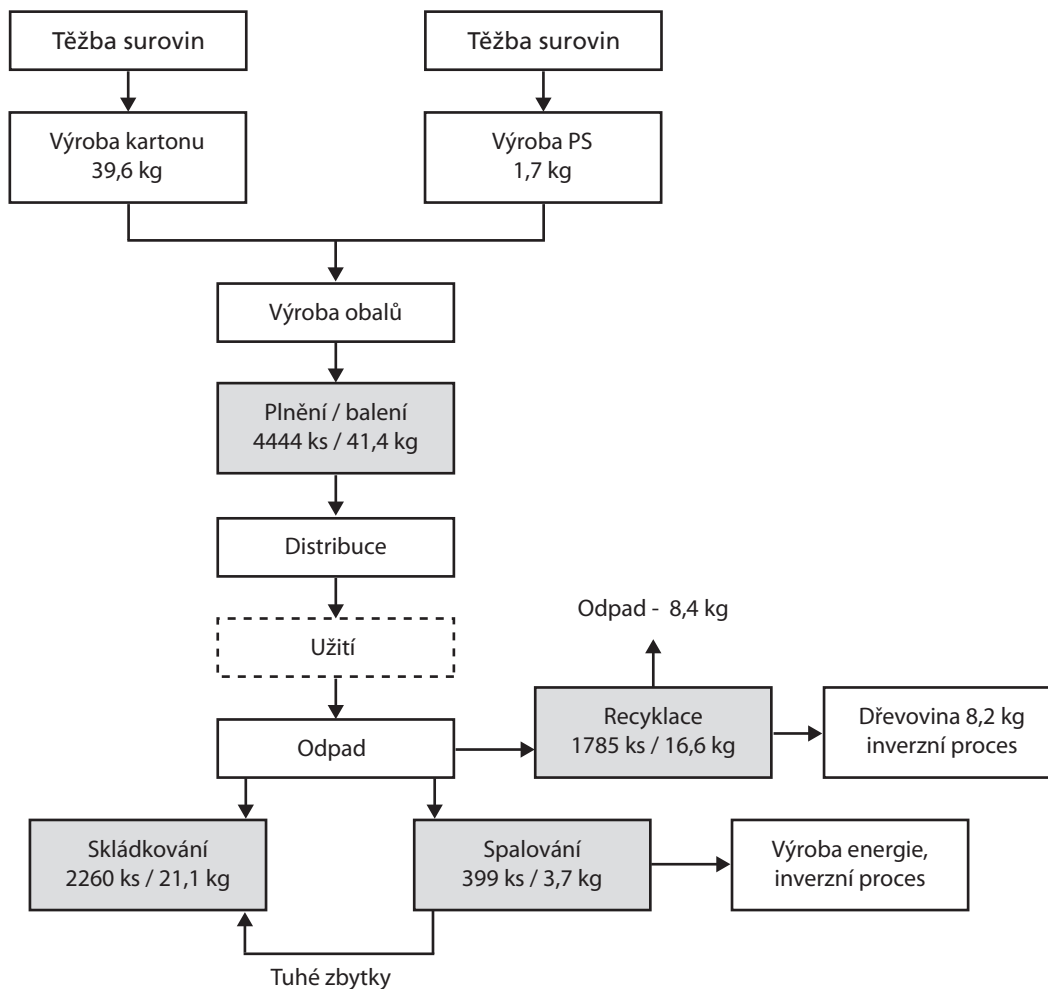 Těžba surovin
Těžba surovin
Výroba kartonu
39,6 kg
Výroba PS
1,7 kg
Výroba obalů
Plnění / balení
4444 ks / 41,4 kg
Distribuce
Užití
Odpad - 8,4 kg
Odpad
Recyklace
1785 ks / 16,6 kg
Dřevovina 8,2 kg
inverzní proces
Skládkování
2260 ks / 21,1 kg
Spalování
399 ks / 3,7 kg
Výroba energie,
inverzní proces
Tuhé zbytky